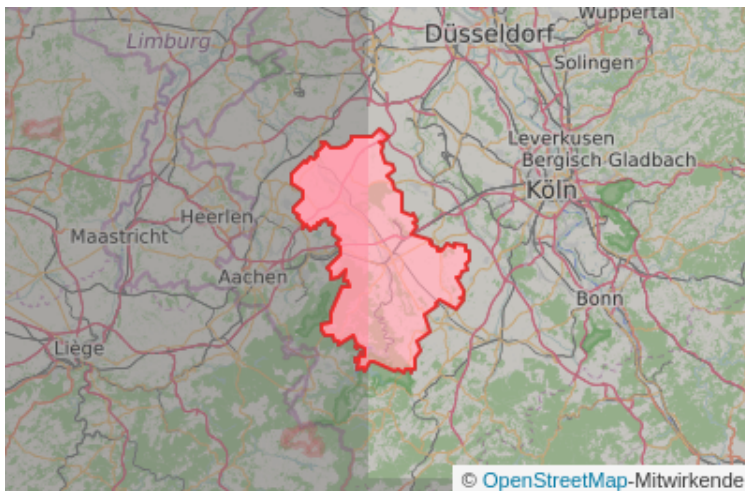 Wuppertal
Limburg
Düsseldorf
Solingen
Leverkusen
Bergisch Gladbach
Köln
Heerlen
Maastricht
Aachen
Bonn
Liège
© OpenStreetMap-Mitwirkende